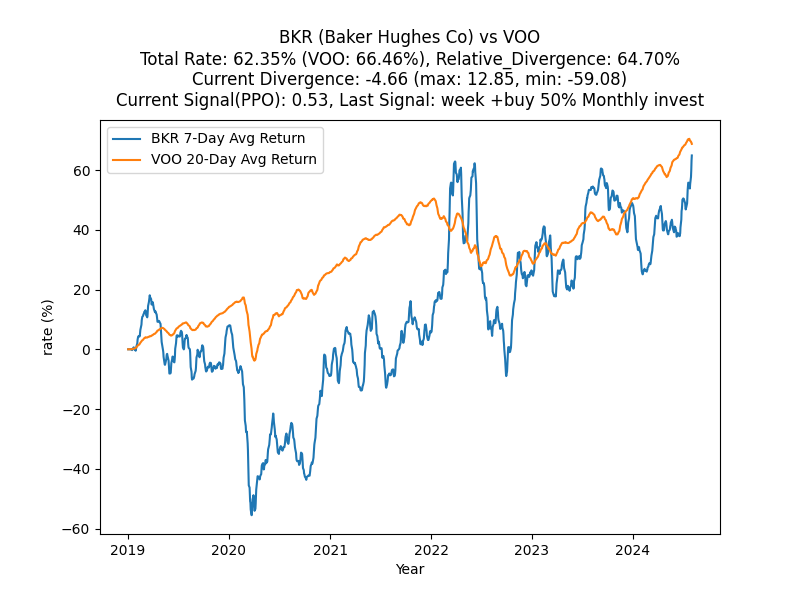 BKR (Baker Hughes Co) vs VOO
Total Rate: 62.35% (VOO: 66.46%), Relative_Divergence: 64.70%
Current Divergence: -4.66 (max: 12.85, min: -59.08)
Current Signal(PPO): 0.53, Last Signal: week +buy 50% Monthly invest
BKR 7-Day Avg Return
VOO 20-Day Avg Return
rate (%)
60
40
20
0
−20
−40
−60
2019
2020
2021
2022
2023
2024
Year